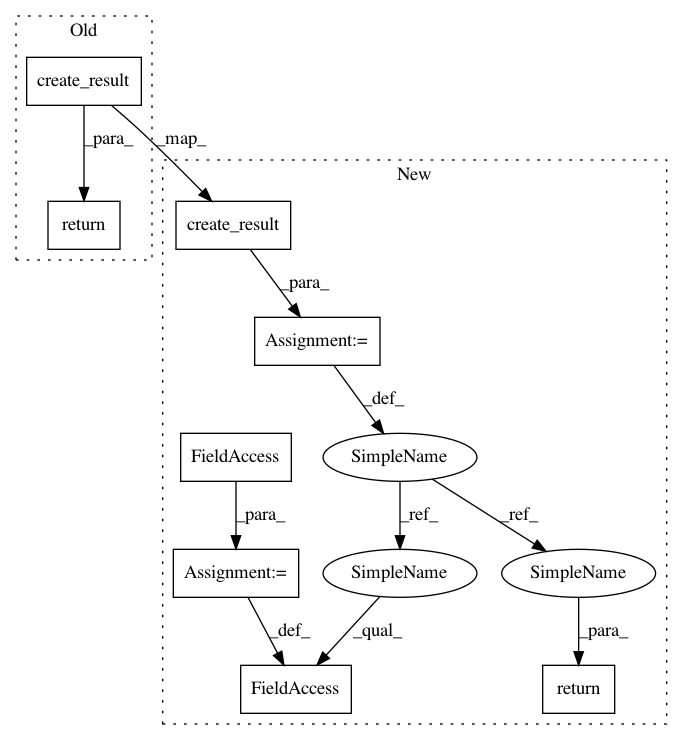 Old
create_result
_para_
_map_
New
return
create_result
_para_
Assignment:=
_def_
FieldAccess
SimpleName
_para_
_ref_
_ref_
Assignment:=
SimpleName
SimpleName
_def_
_qual_
_para_
FieldAccess
return